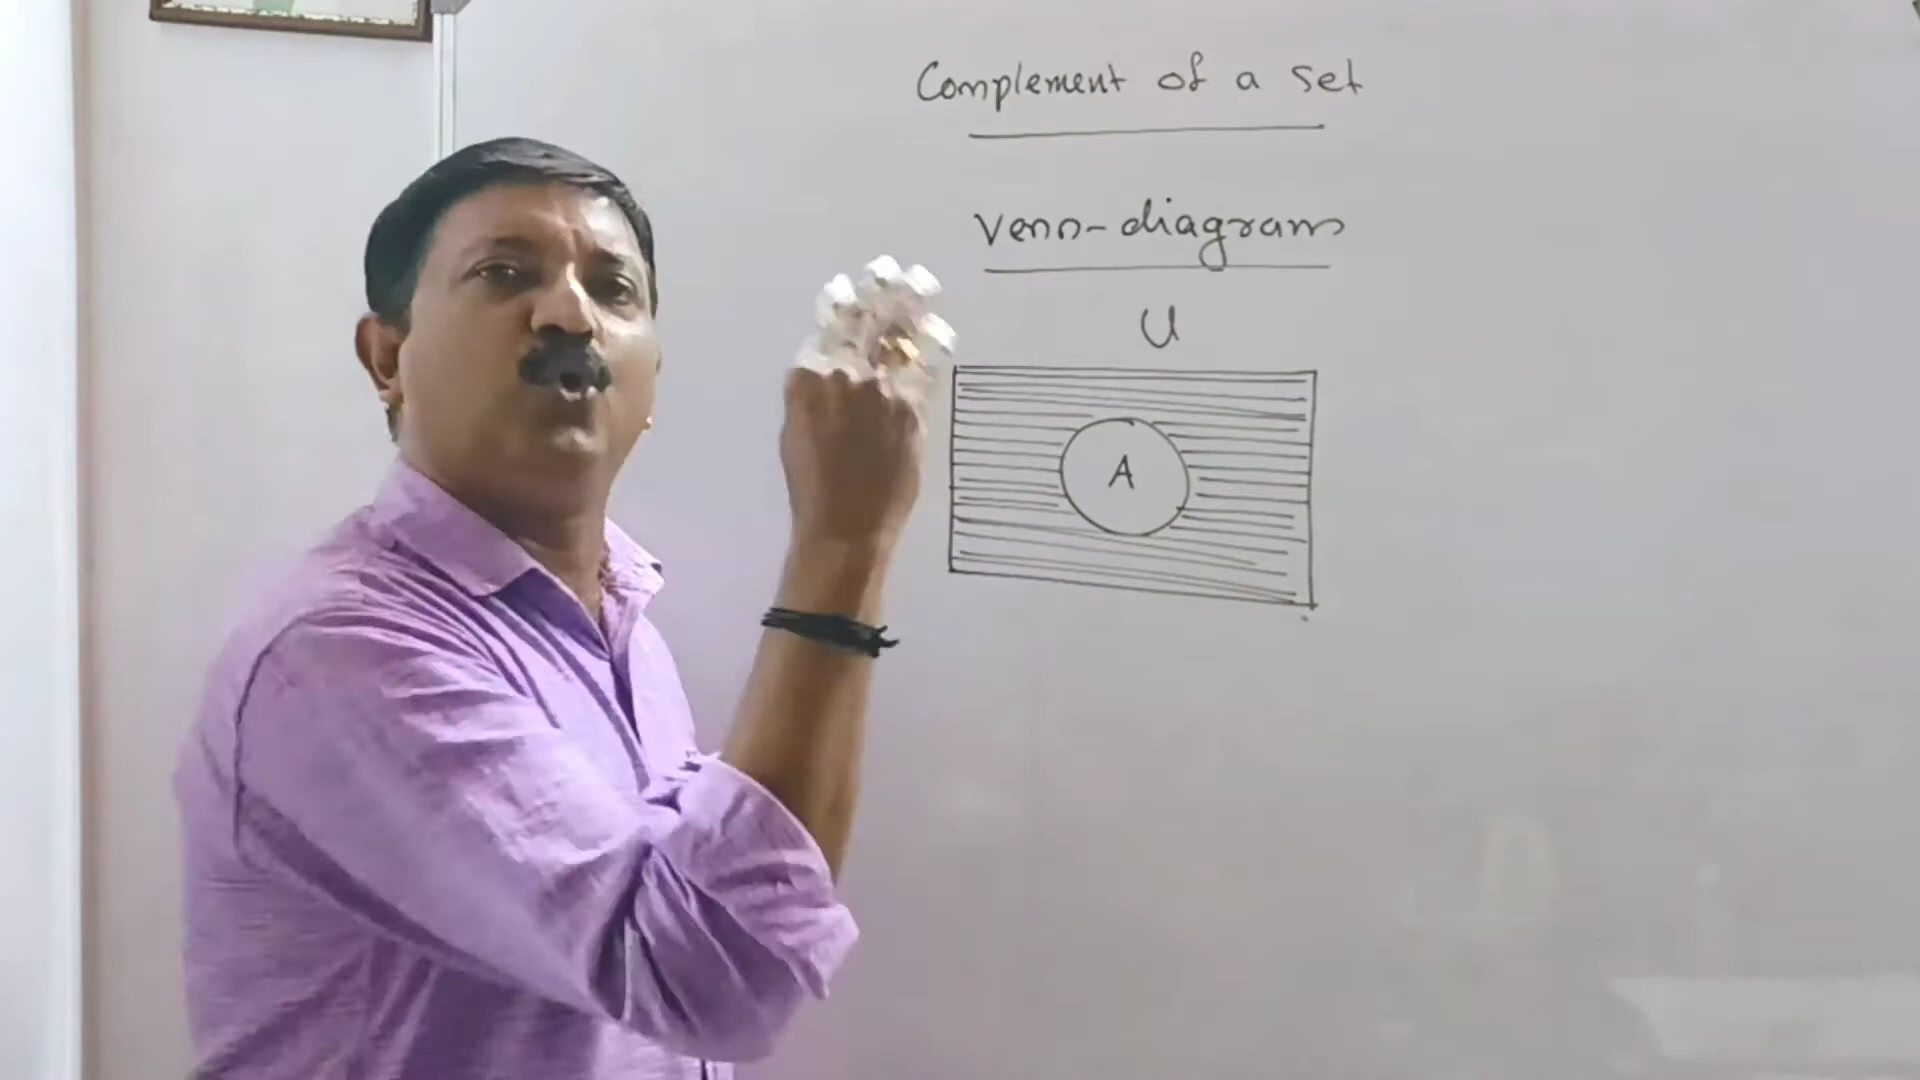 Complement of a set
Venn-diagram
U
A